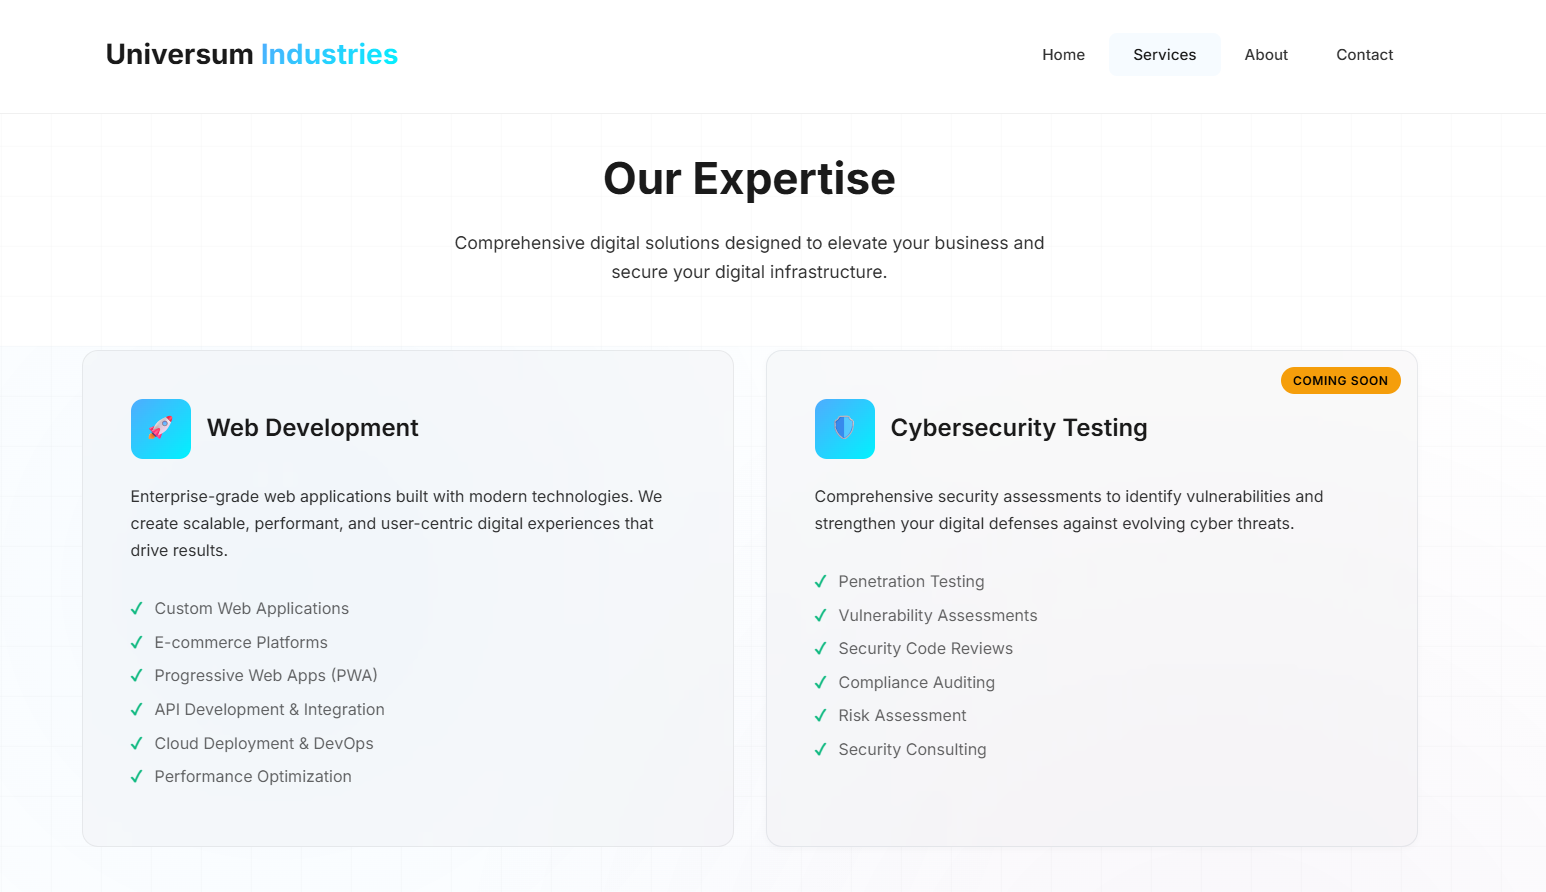 Universum Industries
Home
Services
About
Contact
Our Expertise
Comprehensive digital solutions designed to elevate your business and
secure your digital infrastructure.
Web Development
Enterprise-grade web applications built with modern technologies. We
create scalable, performant, and user-centric digital experiences that
drive results.
✓ Custom Web Applications
✓ E-commerce Platforms
✓ Progressive Web Apps (PWA)
✓ API Development & Integration
✓ Cloud Deployment & DevOps
✓ Performance Optimization
COMING SOON
Cybersecurity Testing
Comprehensive security assessments to identify vulnerabilities and
strengthen your digital defenses against evolving cyber threats.
✓ Penetration Testing
✓ Vulnerability Assessments
✓ Security Code Reviews
✓ Compliance Auditing
✓ Risk Assessment
✓ Security Consulting